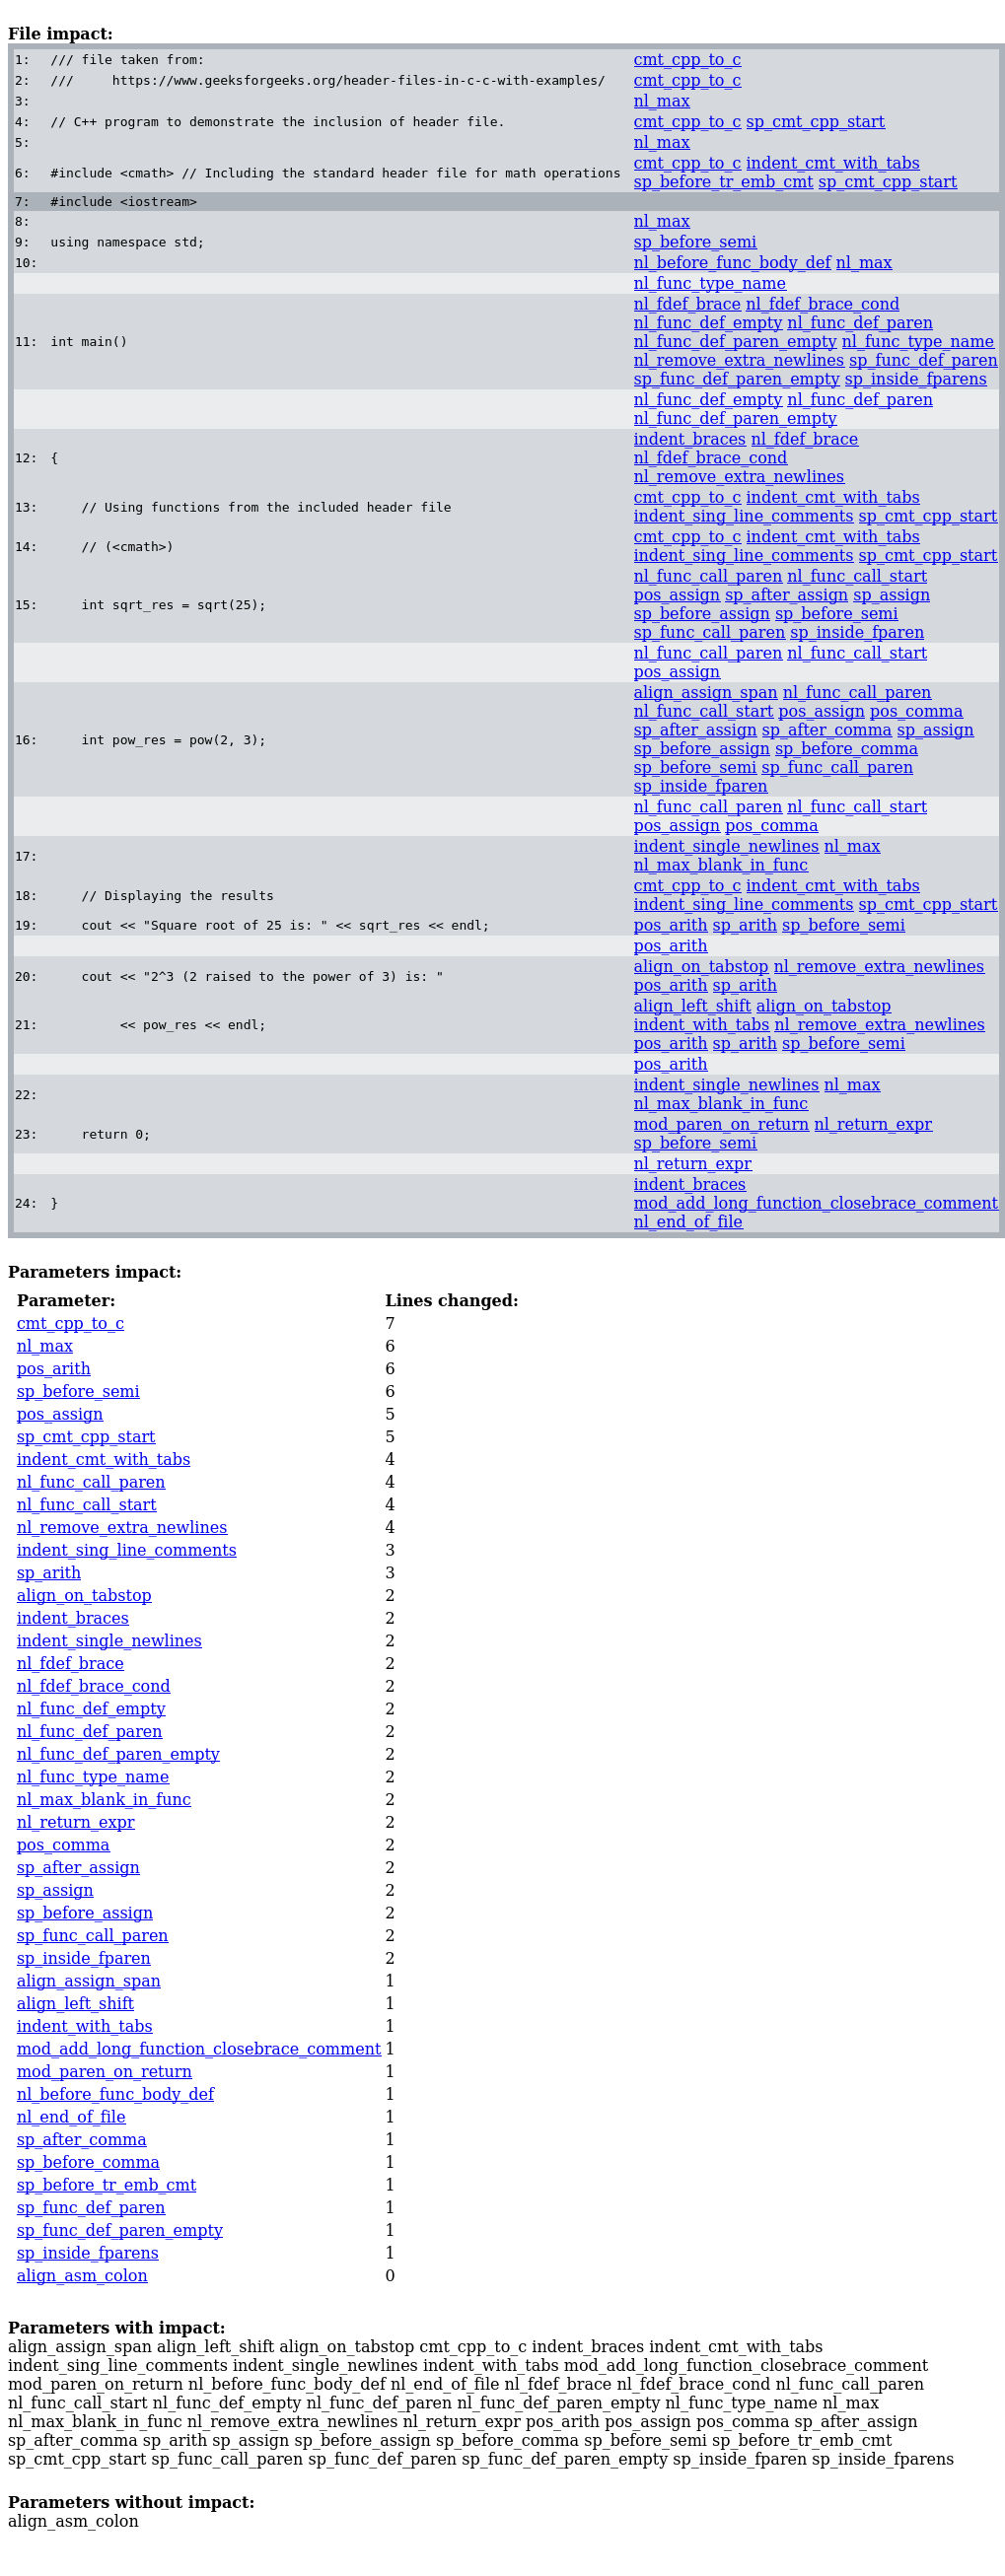 File impact:
1: /// file taken from: cmt_cpp_to_c
2: ///     https://www.geeksforgeeks.org/header-files-in-c-c-with-examples/ cmt_cpp_to_c
3: nl_max
4: // C++ program to demonstrate the inclusion of header file. cmt_cpp_to_c sp_cmt_cpp_start
5: nl_max
cmt_cpp_to_c indent_cmt_with_tabs
6: #include <cmath> // Including the standard header file for math operations
sp_before_tr_emb_cmt sp_cmt_cpp_start
7: #include <iostream>
8: nl_max
9: using namespace std; sp_before_semi
10: nl_before_func_body_def nl_max
nl_func_type_name
nl_fdef_brace nl_fdef_brace_cond
nl_func_def_empty nl_func_def_paren
11: int main() nl_func_def_paren_empty nl_func_type_name
nl_remove_extra_newlines sp_func_def_paren
sp_func_def_paren_empty sp_inside_fparens
nl_func_def_empty nl_func_def_paren
nl_func_def_paren_empty
indent_braces nl_fdef_brace
12: { nl_fdef_brace_cond
nl_remove_extra_newlines
cmt_cpp_to_c indent_cmt_with_tabs
13:     // Using functions from the included header file
indent_sing_line_comments sp_cmt_cpp_start
cmt_cpp_to_c indent_cmt_with_tabs
14:     // (<cmath>)
indent_sing_line_comments sp_cmt_cpp_start
nl_func_call_paren nl_func_call_start
pos_assign sp_after_assign sp_assign
15:     int sqrt_res = sqrt(25);
sp_before_assign sp_before_semi
sp_func_call_paren sp_inside_fparen
nl_func_call_paren nl_func_call_start
pos_assign
align_assign_span nl_func_call_paren
nl_func_call_start pos_assign pos_comma
sp_after_assign sp_after_comma sp_assign
16:     int pow_res = pow(2, 3);
sp_before_assign sp_before_comma
sp_before_semi sp_func_call_paren
sp_inside_fparen
nl_func_call_paren nl_func_call_start
pos_assign pos_comma
indent_single_newlines nl_max
17:
nl_max_blank_in_func
cmt_cpp_to_c indent_cmt_with_tabs
18:     // Displaying the results
indent_sing_line_comments sp_cmt_cpp_start
19:     cout << "Square root of 25 is: " << sqrt_res << endl; pos_arith sp_arith sp_before_semi
pos_arith
align_on_tabstop nl_remove_extra_newlines
20:     cout << "2^3 (2 raised to the power of 3) is: "
pos_arith sp_arith
align_left_shift align_on_tabstop
21:          << pow_res << endl; indent_with_tabs nl_remove_extra_newlines
pos_arith sp_arith sp_before_semi
pos_arith
indent_single_newlines nl_max
22:
nl_max_blank_in_func
mod_paren_on_return nl_return_expr
23:     return 0;
sp_before_semi
nl_return_expr
indent_braces
24: } mod_add_long_function_closebrace_comment
nl_end_of_file
Parameters impact:
Parameter: Lines changed:
cmt_cpp_to_c 7
nl_max 6
pos_arith 6
sp_before_semi 6
pos_assign 5
sp_cmt_cpp_start 5
indent_cmt_with_tabs 4
nl_func_call_paren 4
nl_func_call_start 4
nl_remove_extra_newlines 4
indent_sing_line_comments 3
sp_arith 3
align_on_tabstop 2
indent_braces 2
indent_single_newlines 2
nl_fdef_brace 2
nl_fdef_brace_cond 2
nl_func_def_empty 2
nl_func_def_paren 2
nl_func_def_paren_empty 2
nl_func_type_name 2
nl_max_blank_in_func 2
nl_return_expr 2
pos_comma 2
sp_after_assign 2
sp_assign 2
sp_before_assign 2
sp_func_call_paren 2
sp_inside_fparen 2
align_assign_span 1
align_left_shift 1
indent_with_tabs 1
mod_add_long_function_closebrace_comment 1
mod_paren_on_return 1
nl_before_func_body_def 1
nl_end_of_file 1
sp_after_comma 1
sp_before_comma 1
sp_before_tr_emb_cmt 1
sp_func_def_paren 1
sp_func_def_paren_empty 1
sp_inside_fparens 1
align_asm_colon 0
Parameters with impact:
align_assign_span align_left_shift align_on_tabstop cmt_cpp_to_c indent_braces indent_cmt_with_tabs
indent_sing_line_comments indent_single_newlines indent_with_tabs mod_add_long_function_closebrace_comment
mod_paren_on_return nl_before_func_body_def nl_end_of_file nl_fdef_brace nl_fdef_brace_cond nl_func_call_paren
nl_func_call_start nl_func_def_empty nl_func_def_paren nl_func_def_paren_empty nl_func_type_name nl_max
nl_max_blank_in_func nl_remove_extra_newlines nl_return_expr pos_arith pos_assign pos_comma sp_after_assign
sp_after_comma sp_arith sp_assign sp_before_assign sp_before_comma sp_before_semi sp_before_tr_emb_cmt
sp_cmt_cpp_start sp_func_call_paren sp_func_def_paren sp_func_def_paren_empty sp_inside_fparen sp_inside_fparens
Parameters without impact:
align_asm_colon